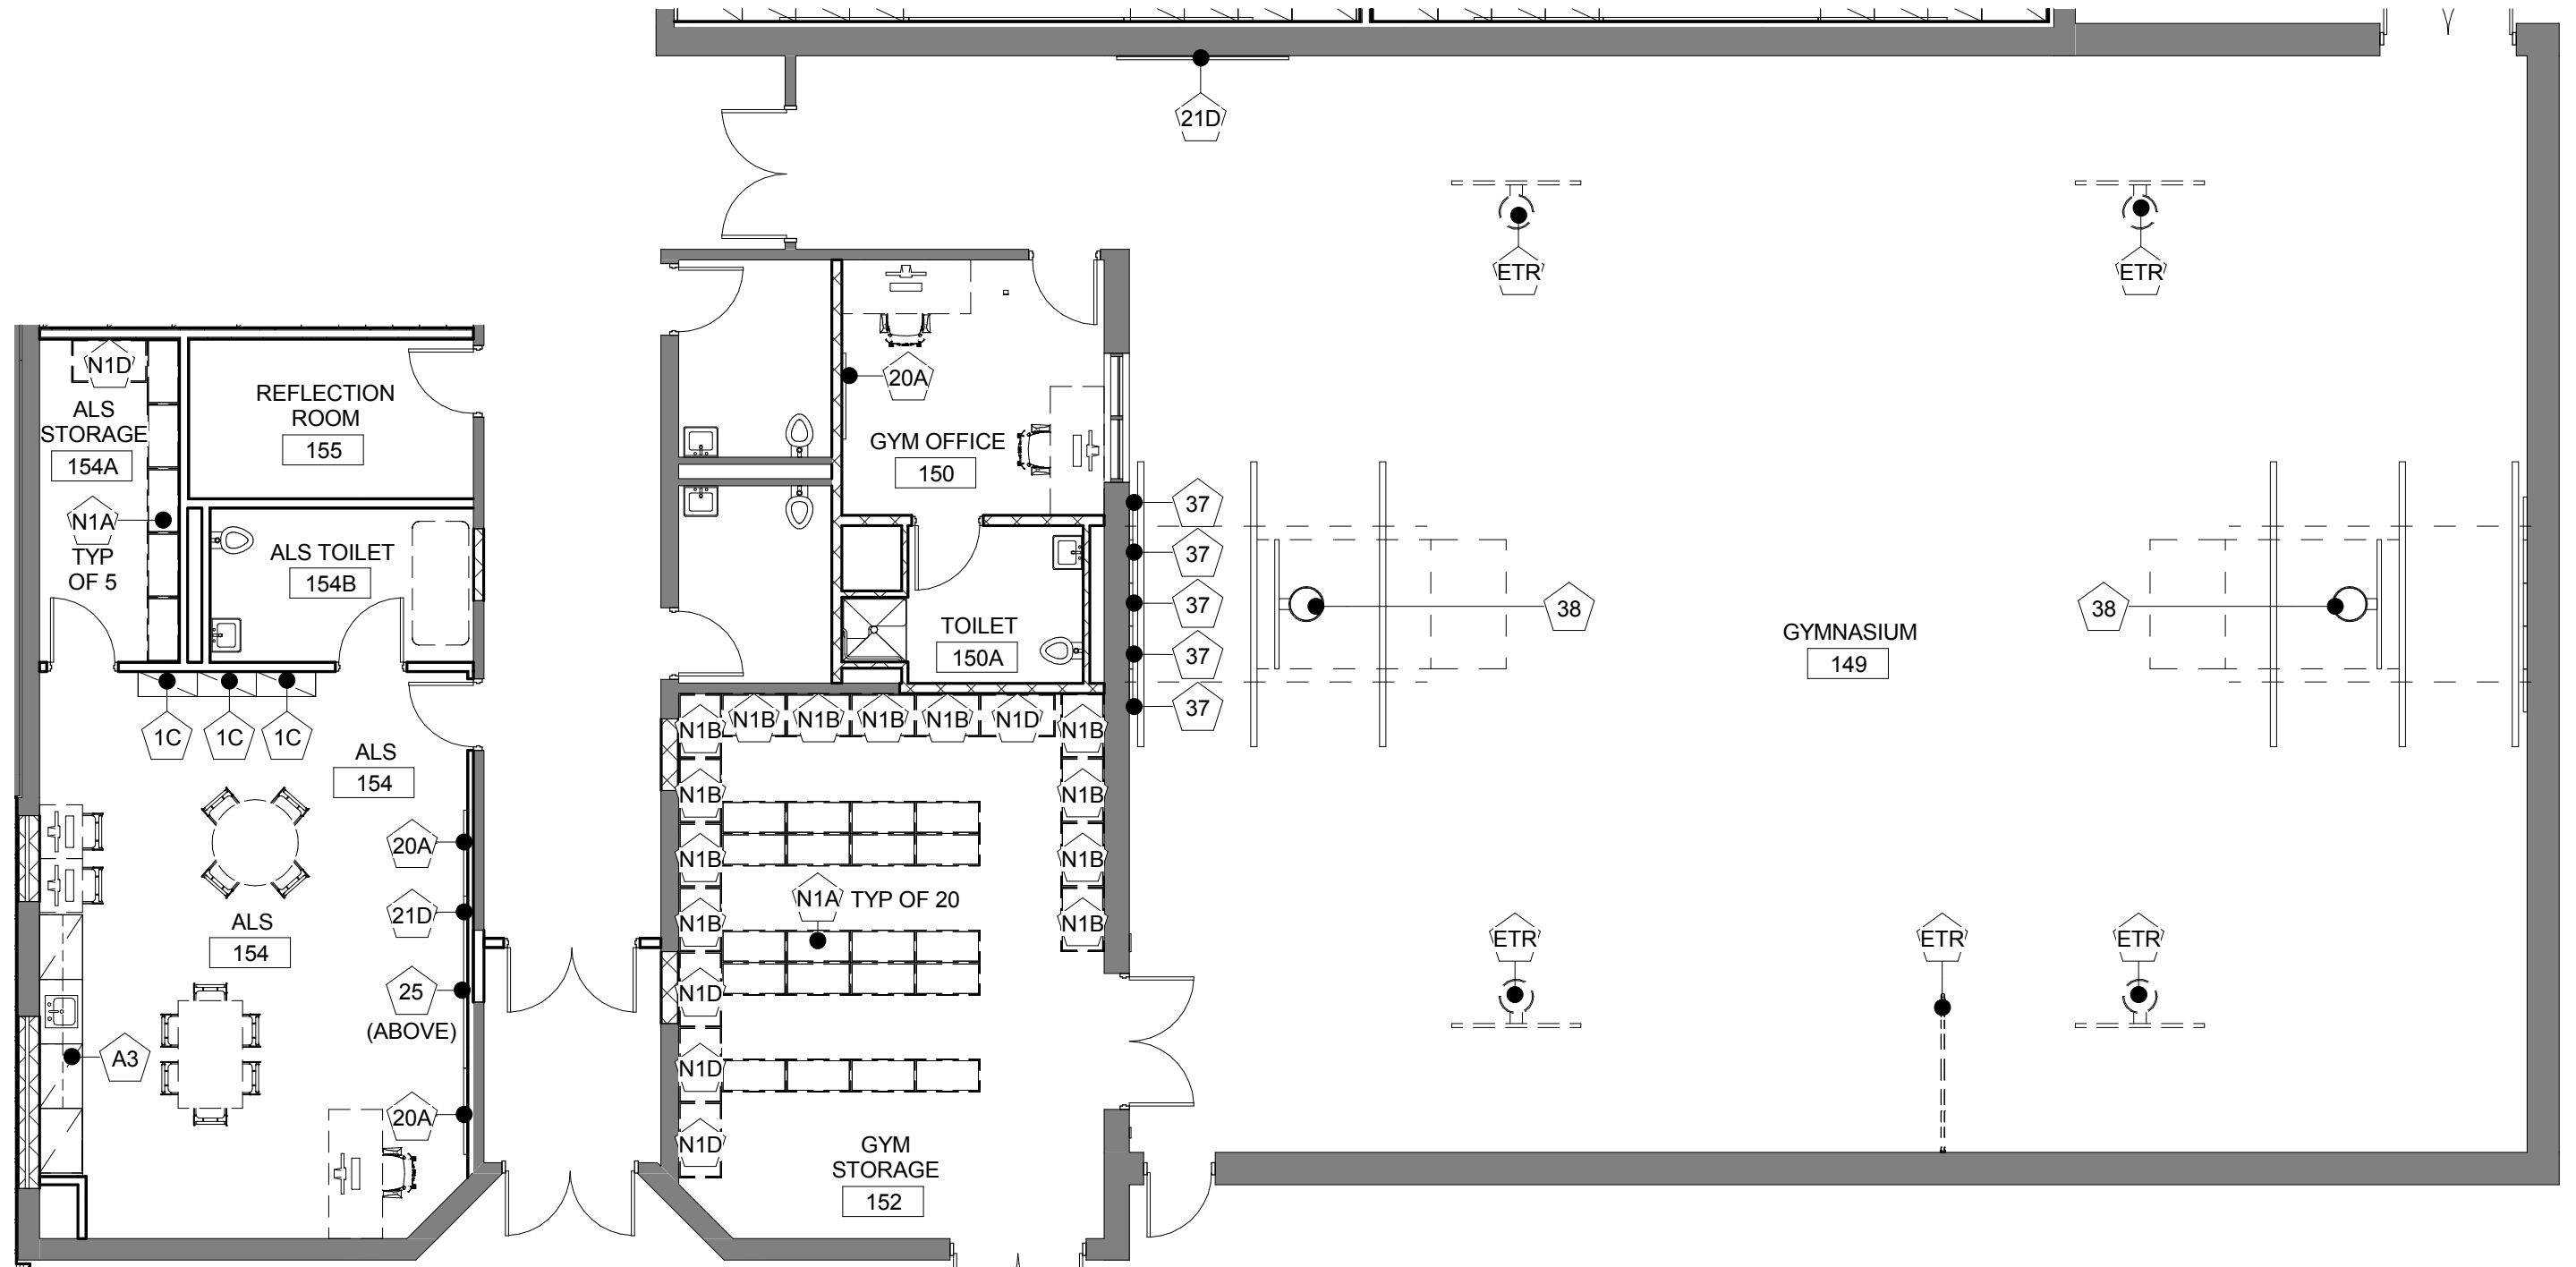 21D
ETR
ETR
N1D
ALS
STORAGE
154A
N1A
TYP
OF 5
REFLECTION
ROOM
155
ALS TOILET
154B
20A
GYM OFFICE
150
TOILET
150A
37
37
37
37
37
38
38
GYMNASIUM
149
1C
1C
1C
ALS
154
20A
21D
ALS
154
25
(ABOVE)
A3
20A
N1B
N1B
N1B
N1B
N1B
N1D
N1B
N1B
N1B
N1B
N1B
N1B
N1B
N1A TYP OF 20
N1D
N1D
N1D
GYM
STORAGE
152
ETR
ETR
ETR